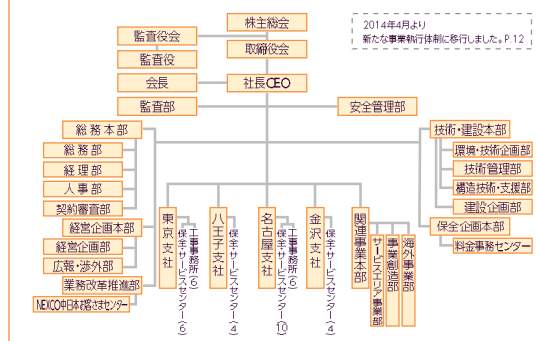 株主総会
2014年4月より
新たな事業執行体制に移行しました。P.12
監査役会
取締役会
監査役
会長
社長CEO
監査部
安全管理部
総務本部
総務部
経理部
人事部
契約審査部
経営企画本部
経営企画部
広報・渉外部
業務改革推進部
NEXCO中日本お客さまセンター
技術・建設本部
環境・技術企画部
技術管理部
構造技術・支援部
建設企画部
保全企画本部
料金事務センター
東京支社
工事事務所(6)
保全・サービスセンター(6)
八王子支社
保全・サービスセンター(4)
名古屋支社
工事事務所(6)
保全・サービスセンター(10)
金沢支社
保全・サービスセンター(4)
関連事業本部
サービスエリア事業部
事業創造部
海外事業部